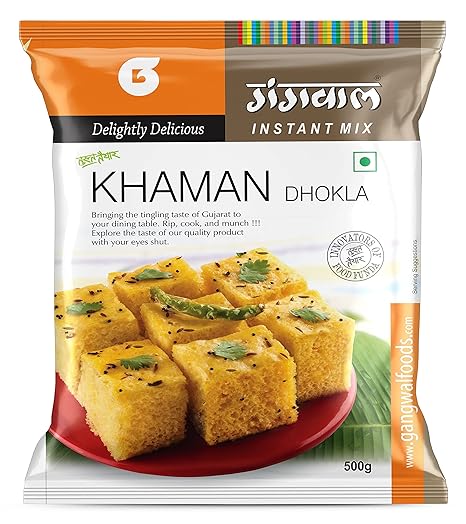 Delightly Delicious
गंगवाल®
INSTANT MIX
तुरंत तैयार
KHAMAN DHOKLA
Bringing the tingling taste of Gujarat to
your dining table. Rip, cook, and munch !!!
Explore the taste of our quality product
with your eyes shut.
INNOVATORS OF
तुरंत तैयार
FOOD FUNDA
Serving Suggestions
www.gangwalfoods.com
500g